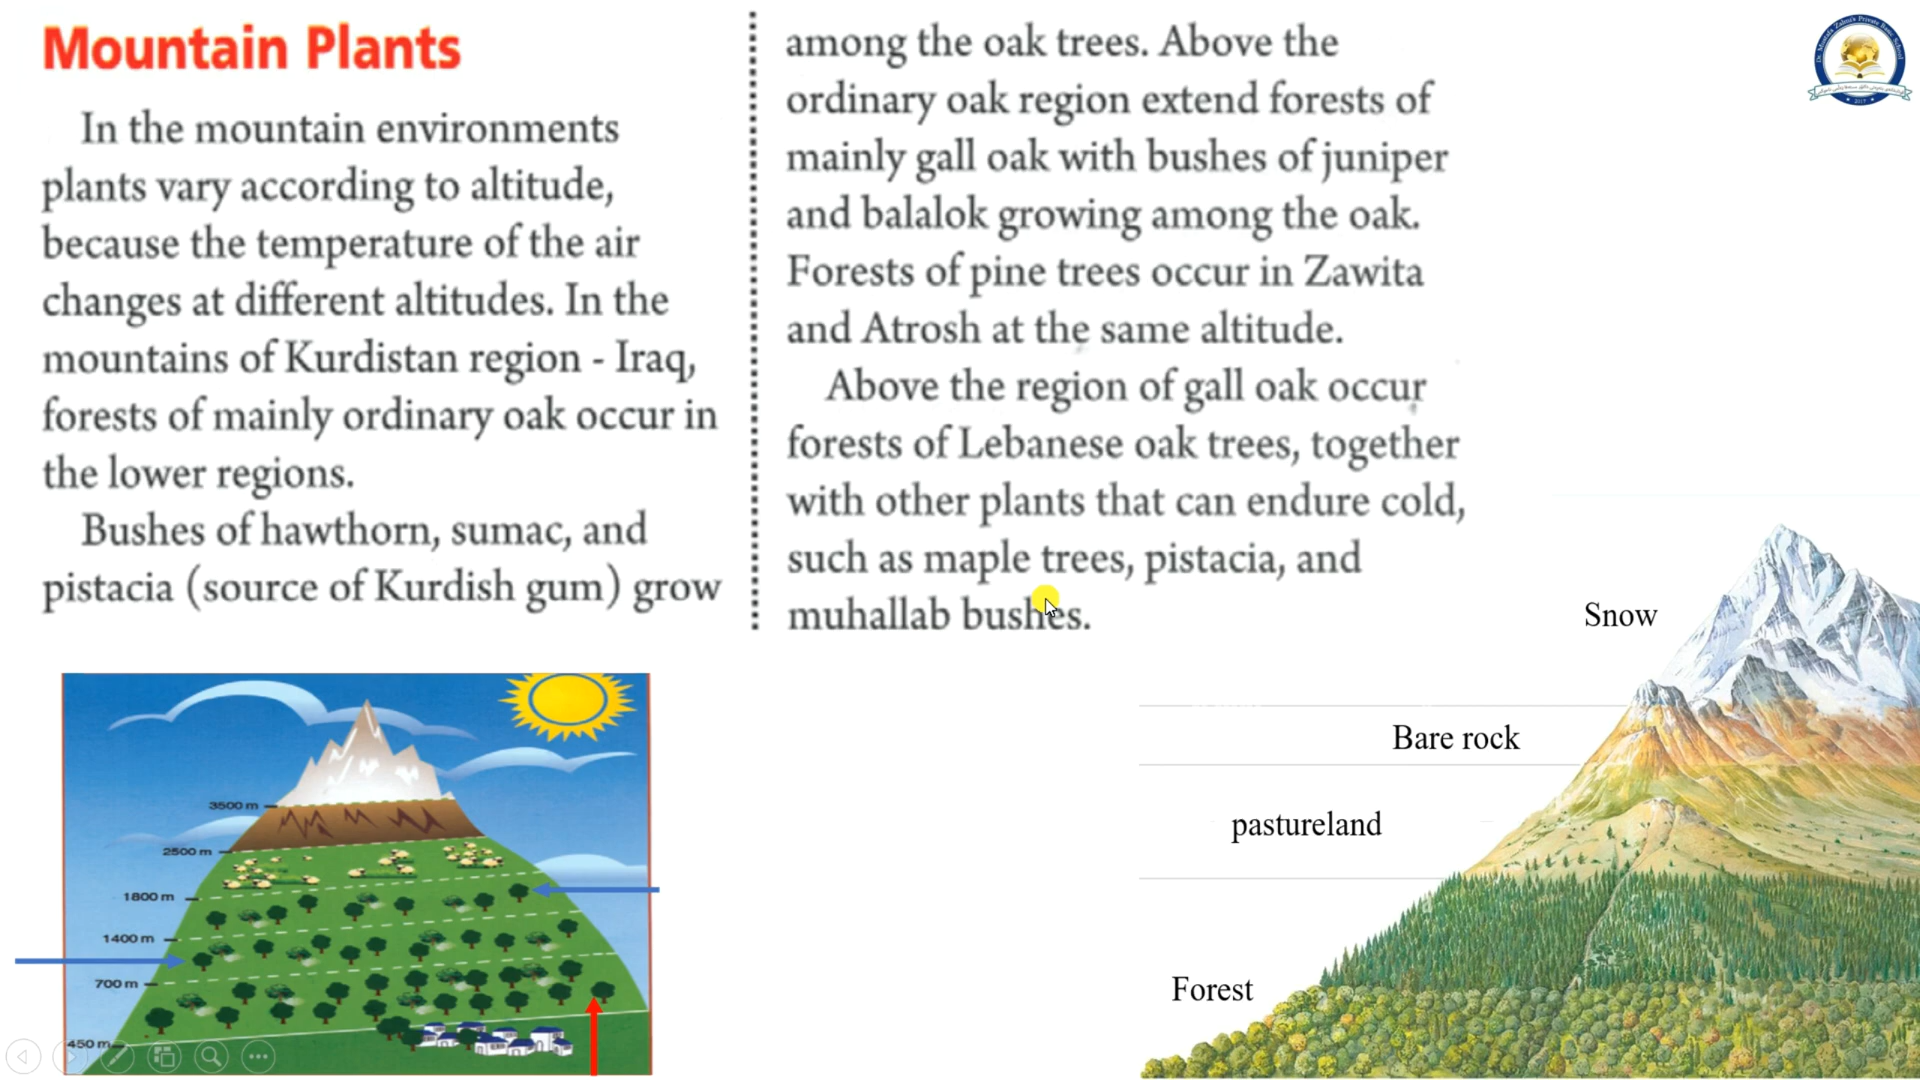 Mountain Plants
In the mountain environments
plants vary according to altitude,
because the temperature of the air
changes at different altitudes. In the
mountains of Kurdistan region - Iraq,
forests of mainly ordinary oak occur in
the lower regions.
Bushes of hawthorn, sumac, and
pistacia (source of Kurdish gum) grow
among the oak trees. Above the
ordinary oak region extend forests of
mainly gall oak with bushes of juniper
and balalok growing among the oak.
Forests of pine trees occur in Zawita
and Atrosh at the same altitude.
Above the region of gall oak occur
forests of Lebanese oak trees, together
with other plants that can endure cold,
such as maple trees, pistacia, and
muhallab bushes.
3500 m
2500 m
1800 m
1400 m
700 m
450 m
Snow
Bare rock
pastureland
Forest